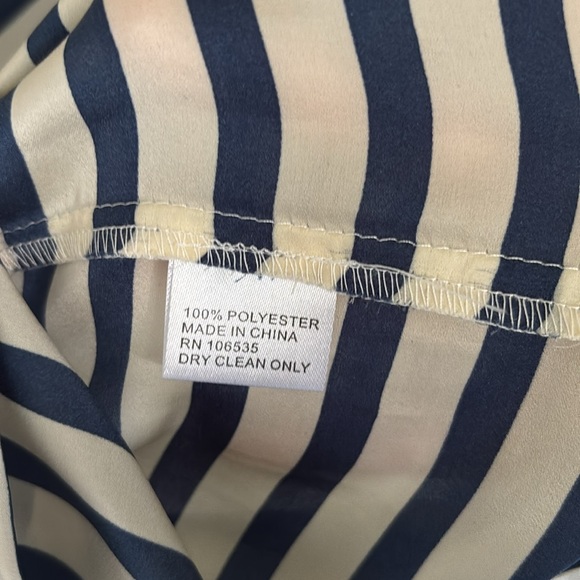 100% POLYESTER
MADE IN CHINA
RN 106535
DRY CLEAN ONLY